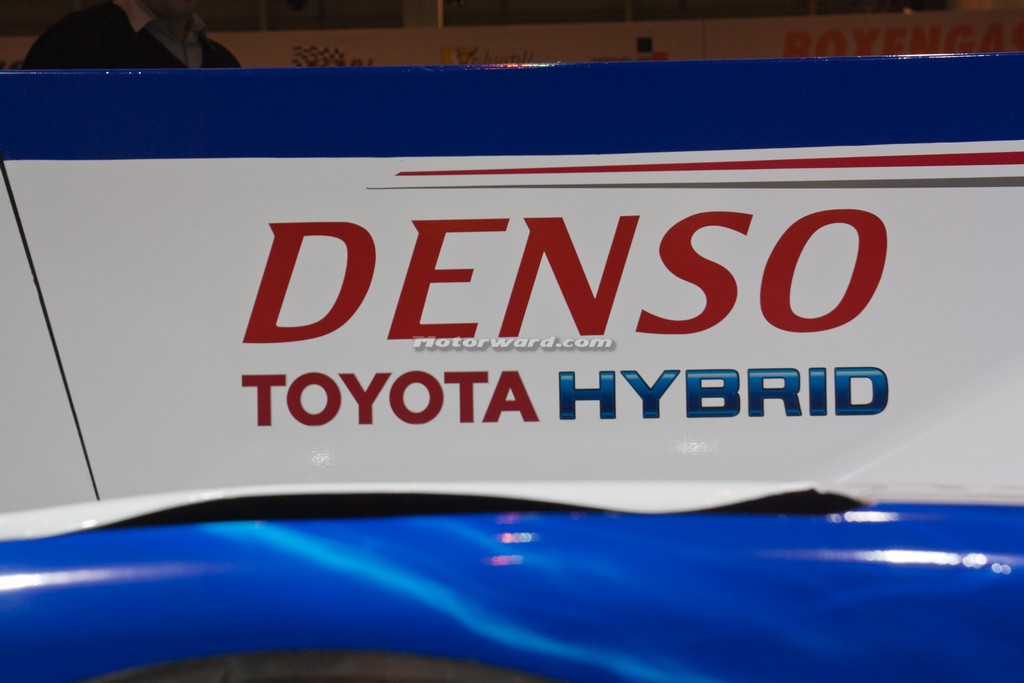 BOXENGAS
DENSO
Motorward.com
TOYOTA HYBRID